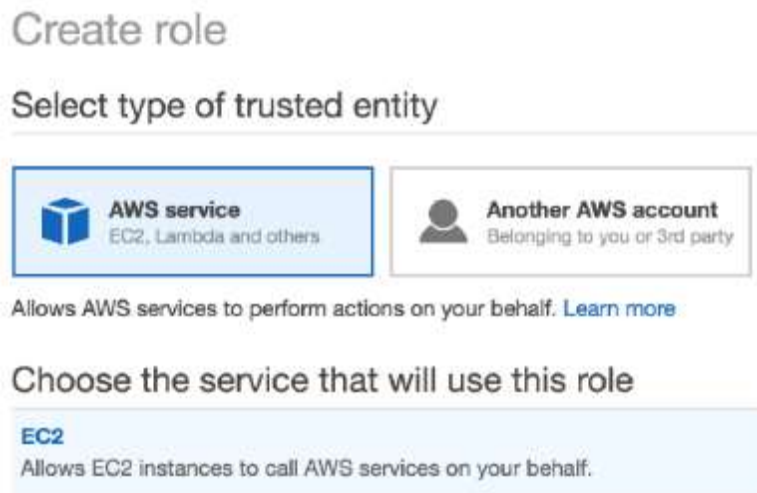 Create role
Select type of trusted entity
AWS service
EC2, Lambda and others
Another AWS account
Belonging to you or 3rd party
Allows AWS services to perform actions on your behalf. Learn more
Choose the service that will use this role
EC2
Allows EC2 instances to call AWS services on your behalf.